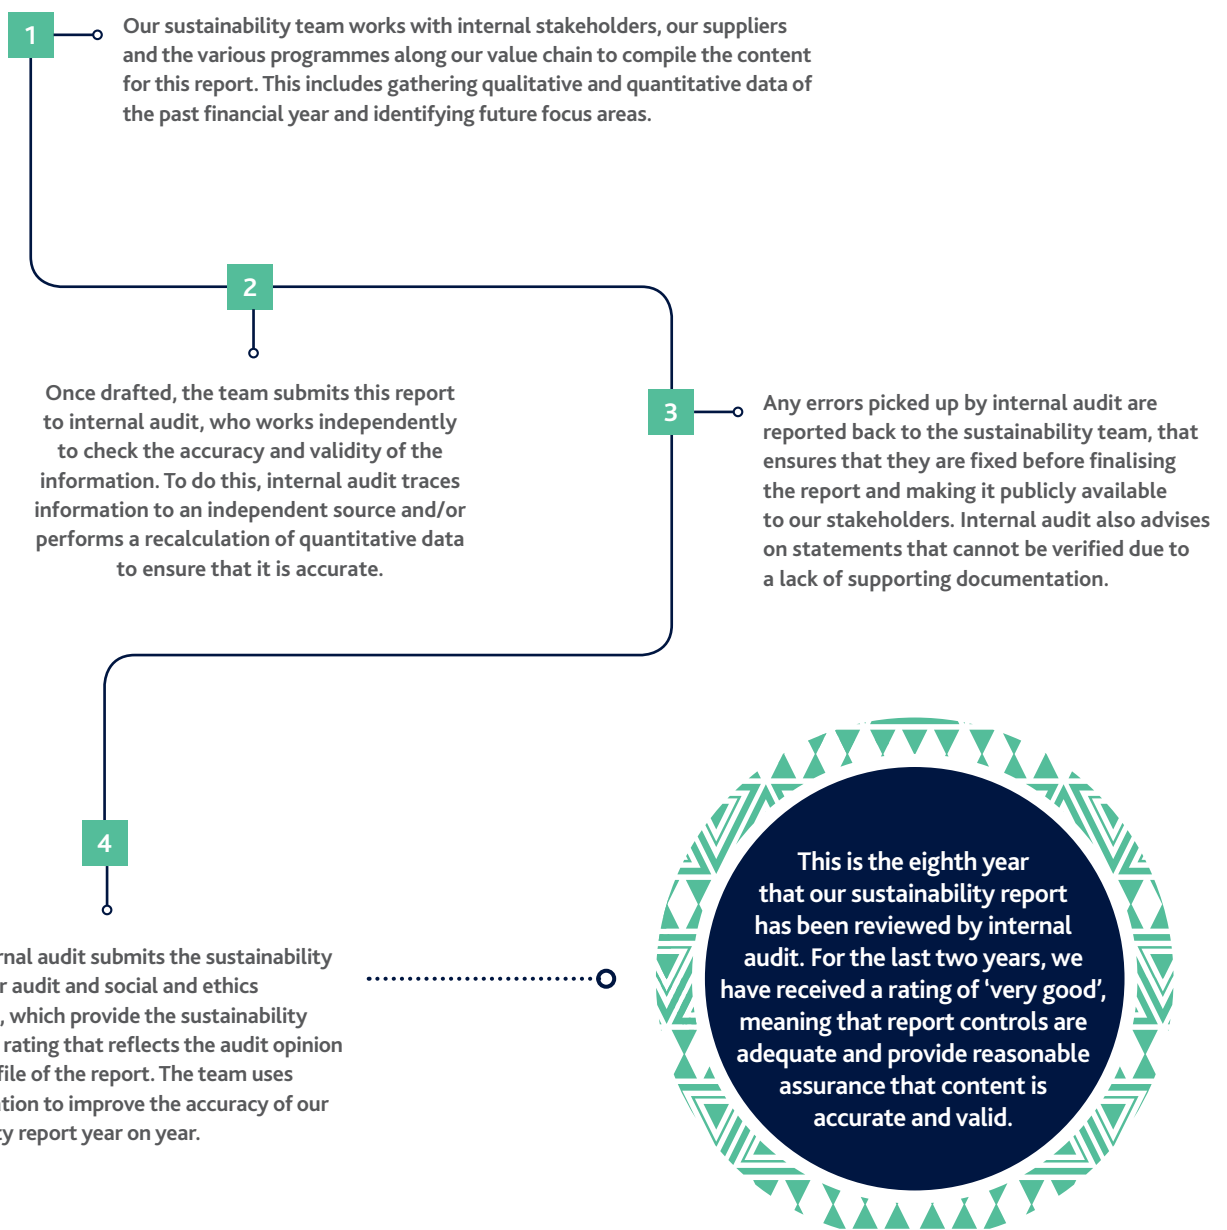 1
Our sustainability team works with internal stakeholders, our suppliers
and the various programmes along our value chain to compile the content
for this report. This includes gathering qualitative and quantitative data of
the past financial year and identifying future focus areas.
2
Once drafted, the team submits this report
to internal audit, who works independently
to check the accuracy and validity of the
information. To do this, internal audit traces
information to an independent source and/or
performs a recalculation of quantitative data
to ensure that it is accurate.
3
Any errors picked up by internal audit are
reported back to the sustainability team, that
ensures that they are fixed before finalising
the report and making it publicly available
to our stakeholders. Internal audit also advises
on statements that cannot be verified due to
a lack of supporting documentation.
4
audit submits the sustainability
audit and social and ethics
, which provide the sustainability
rating that reflects the audit opinion
of the report. The team uses
to improve the accuracy of our
report year on year.
This is the eighth year
that our sustainability report
has been reviewed by internal
audit. For the last two years, we
have received a rating of ‘very good’,
meaning that report controls are
adequate and provide reasonable
assurance that content is
accurate and valid.